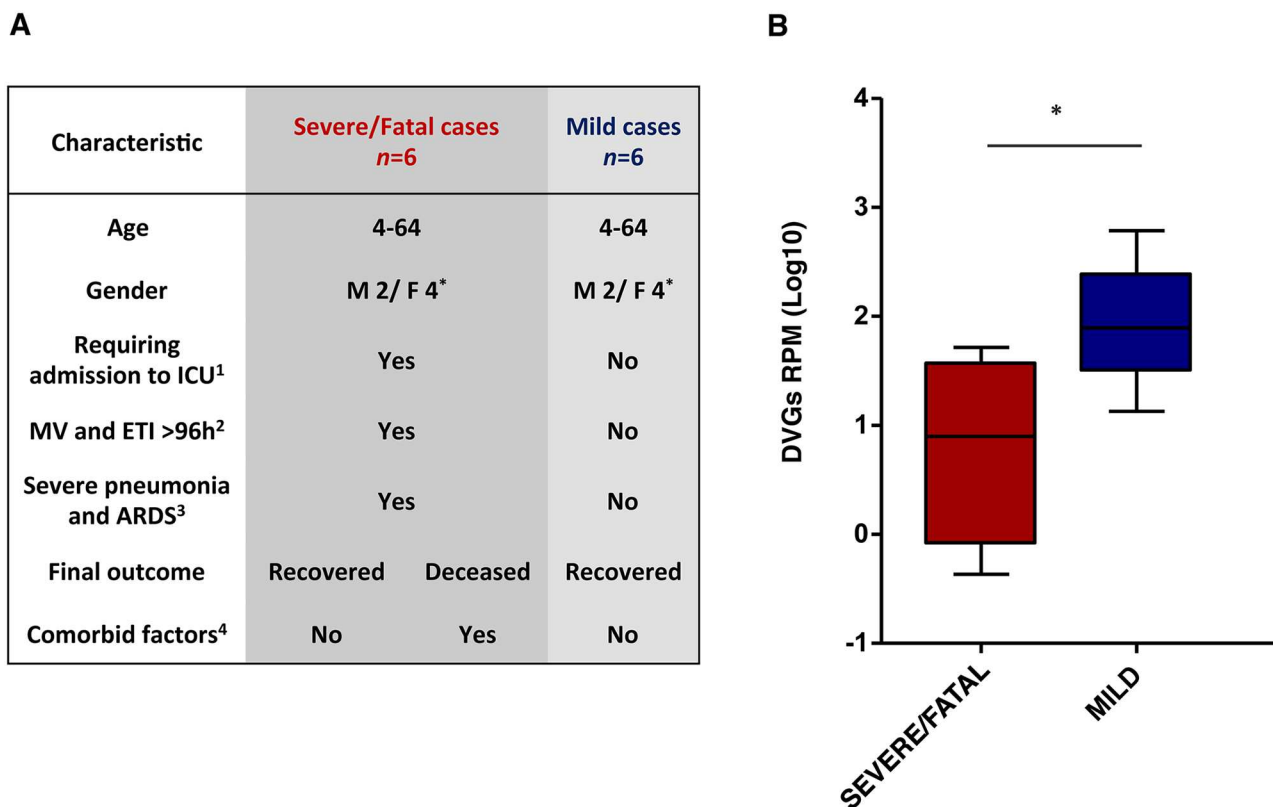 A
Characteristic
Severe/Fatal cases
n=6
Mild cases
n=6
Age 4-64 4-64
Gender M 2/ F 4* M 2/ F 4*
Requiring
admission to ICU¹ Yes No
MV and ETI >96h² Yes No
Severe pneumonia
and ARDS³ Yes No
Final outcome Recovered Deceased Recovered
Comorbid factors⁴ No Yes No
B
*
DVGs RPM (Log10)
4
3
2
1
0
-1
SEVERE/FATAL
MILD